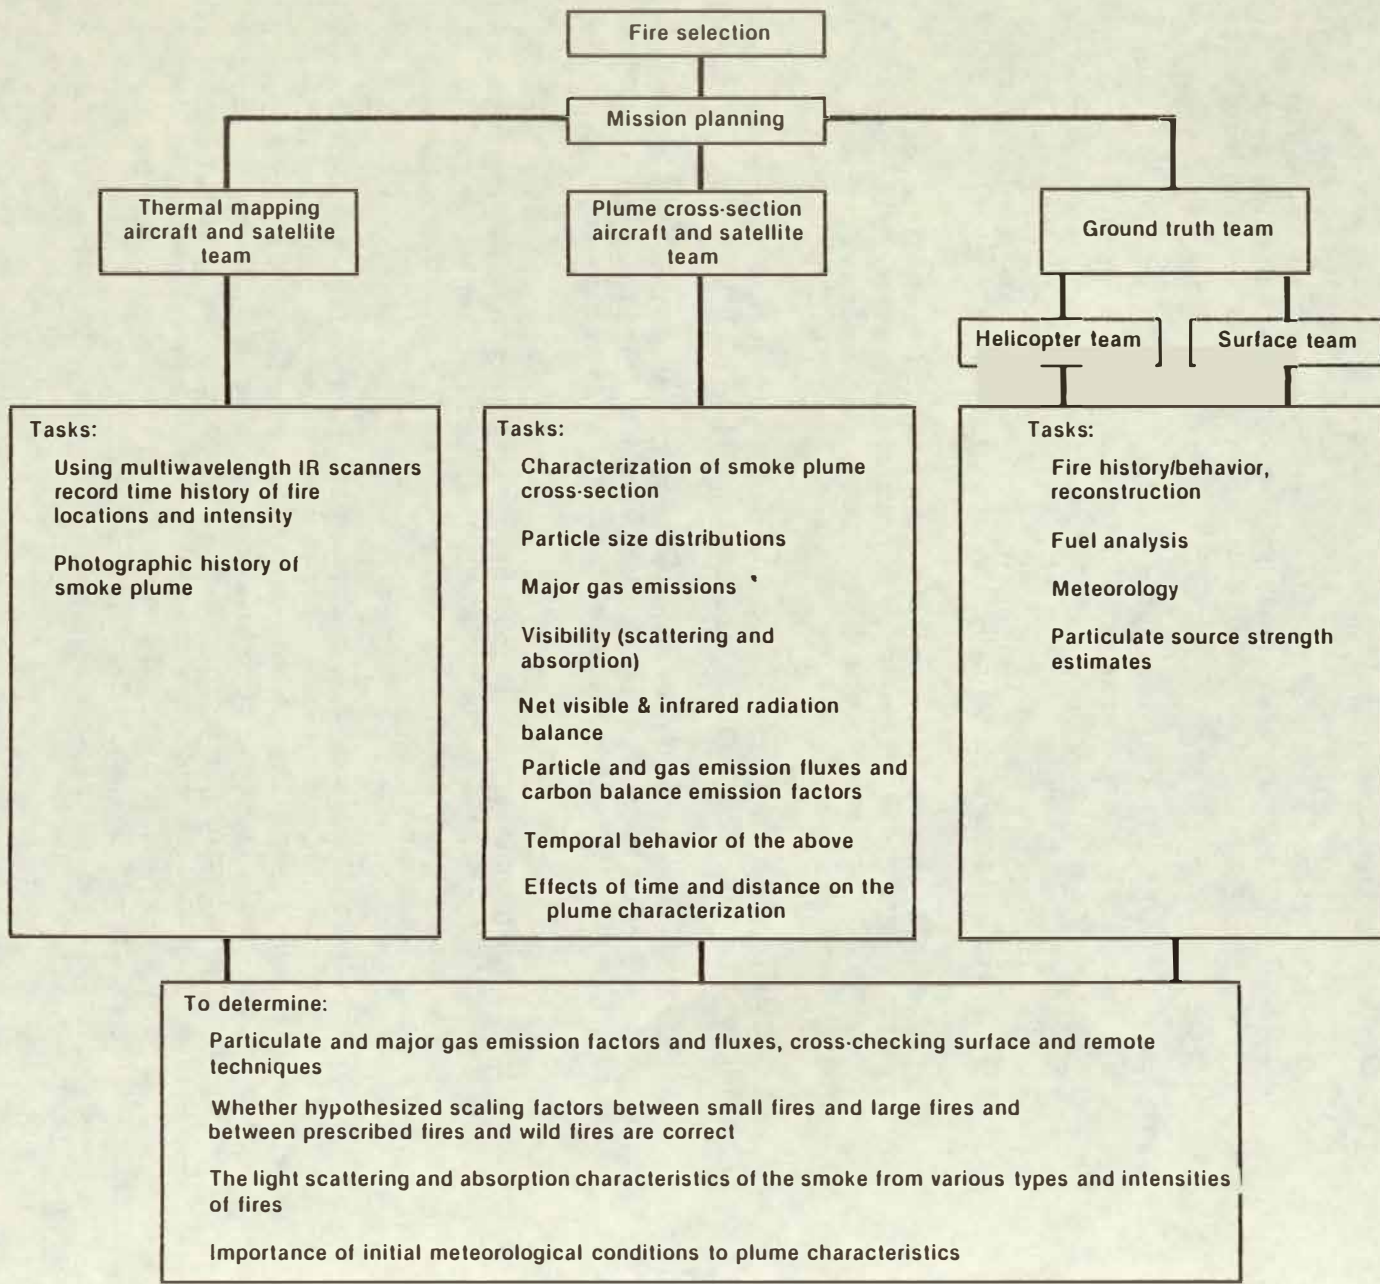 Fire selection
Mission planning
Thermal mapping
aircraft and satellite
team
Plume cross-section
aircraft and satellite
team
Ground truth team
Helicopter team
Surface team
Tasks:
Using multiwavelength IR scanners
record time history of fire
locations and intensity
Photographic history of
smoke plume
Tasks:
Characterization of smoke plume
cross-section
Particle size distributions
Major gas emissions
Visibility (scattering and
absorption)
Net visible & infrared radiation
balance
Particle and gas emission fluxes and
carbon balance emission factors
Temporal behavior of the above
Effects of time and distance on the
plume characterization
Tasks:
Fire history/behavior,
reconstruction
Fuel analysis
Meteorology
Particulate source strength
estimates
To determine:
Particulate and major gas emission factors and fluxes, cross-checking surface and remote
techniques
Whether hypothesized scaling factors between small fires and large fires and
between prescribed fires and wild fires are correct
The light scattering and absorption characteristics of the smoke from various types and intensities
of fires
Importance of initial meteorological conditions to plume characteristics